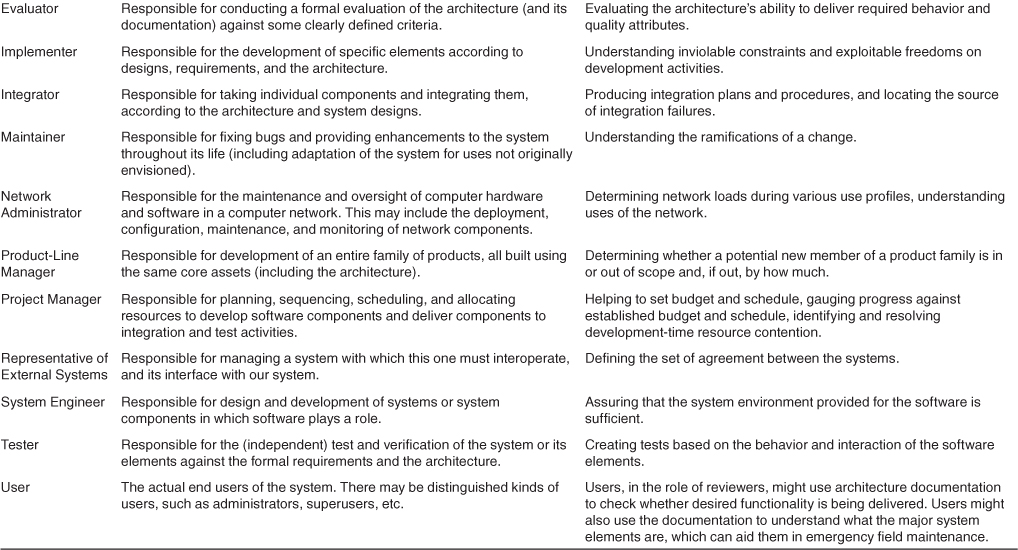 Evaluator
Responsible for conducting a formal evaluation of the architecture (and its
documentation) against some clearly defined criteria.
Evaluating the architecture's ability to deliver required behavior and
quality attributes.
Implementer
Responsible for the development of specific elements according to
designs, requirements, and the architecture.
Understanding inviolable constraints and exploitable freedoms on
development activities.
Integrator
Responsible for taking individual components and integrating them,
according to the architecture and system designs.
Producing integration plans and procedures, and locating the source
of integration failures.
Maintainer
Responsible for fixing bugs and providing enhancements to the system
throughout its life (including adaptation of the system for uses not originally
envisioned).
Understanding the ramifications of a change.
Network
Administrator
Responsible for the maintenance and oversight of computer hardware
and software in a computer network. This may include the deployment,
configuration, maintenance, and monitoring of network components.
Determining network loads during various use profiles, understanding
uses of the network.
Product-Line
Manager
Responsible for development of an entire family of products, all built using
the same core assets (including the architecture).
Determining whether a potential new member of a product family is in
or out of scope and, if out, by how much.
Project Manager
Responsible for planning, sequencing, scheduling, and allocating
resources to develop software components and deliver components to
integration and test activities.
Helping to set budget and schedule, gauging progress against
established budget and schedule, identifying and resolving
development-time resource contention.
Representative of
External Systems
Responsible for managing a system with which this one must interoperate,
and its interface with our system.
Defining the set of agreement between the systems.
System Engineer
Responsible for design and development of systems or system
components in which software plays a role.
Assuring that the system environment provided for the software is
sufficient.
Tester
Responsible for the (independent) test and verification of the system or its
elements against the formal requirements and the architecture.
Creating tests based on the behavior and interaction of the software
elements.
User
The actual end users of the system. There may be distinguished kinds of
users, such as administrators, superusers, etc.
Users, in the role of reviewers, might use architecture documentation
to check whether desired functionality is being delivered. Users might
also use the documentation to understand what the major system
elements are, which can aid them in emergency field maintenance.